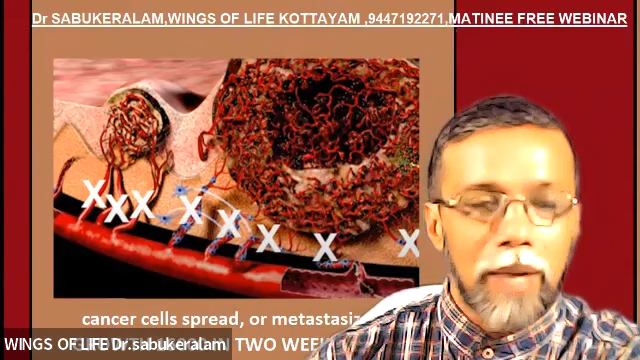 Dr SABUKERALAM,WINGS OF LIFE KOTTAYAM ,9447192271,MATINEE FREE WEBINAR
X X X X X X X X
cancer cells spread, or metastasiz
TWO WEE
WINGS OF LIFE Dr.sabukeralam